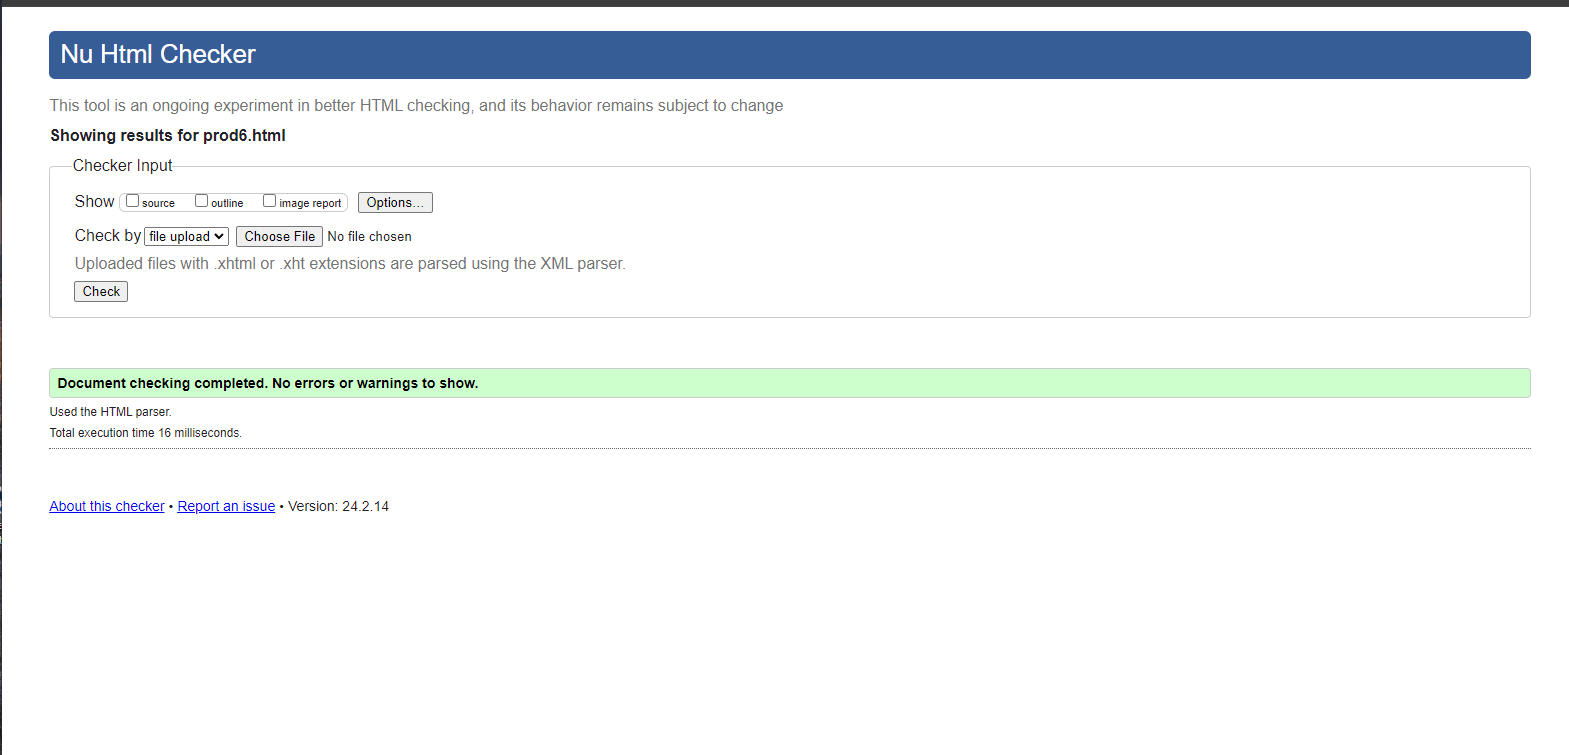 Nu Html Checker
This tool is an ongoing experiment in better HTML checking, and its behavior remains subject to change
Showing results for prod6.html
Checker Input
Show source outline image report Options...
Check by file upload Choose File No file chosen
Uploaded files with .xhtml or .xht extensions are parsed using the XML parser.
Check
Document checking completed. No errors or warnings to show.
Used the HTML parser.
Total execution time 16 milliseconds.
About this checker • Report an issue • Version: 24.2.14